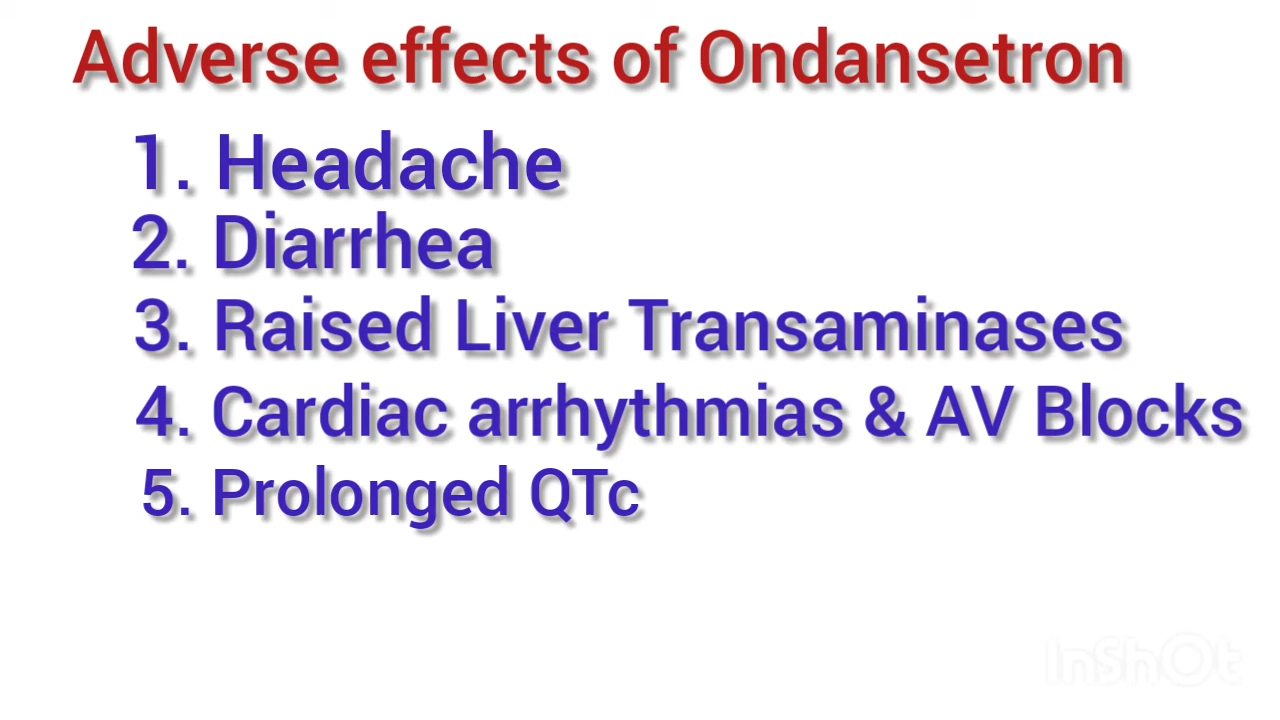 Adverse effects of Ondansetron
1. Headache
2. Diarrhea
3. Raised Liver Transaminases
4. Cardiac arrhythmias & AV Blocks
5. Prolonged QTc
InShOt